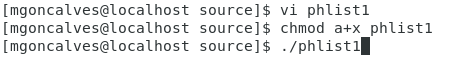 [mgoncalves@localhost source]$ vi phlist1
[mgoncalves@localhost source]$ chmod a+x phlist1
[mgoncalves@localhost source]$ ./phlist1